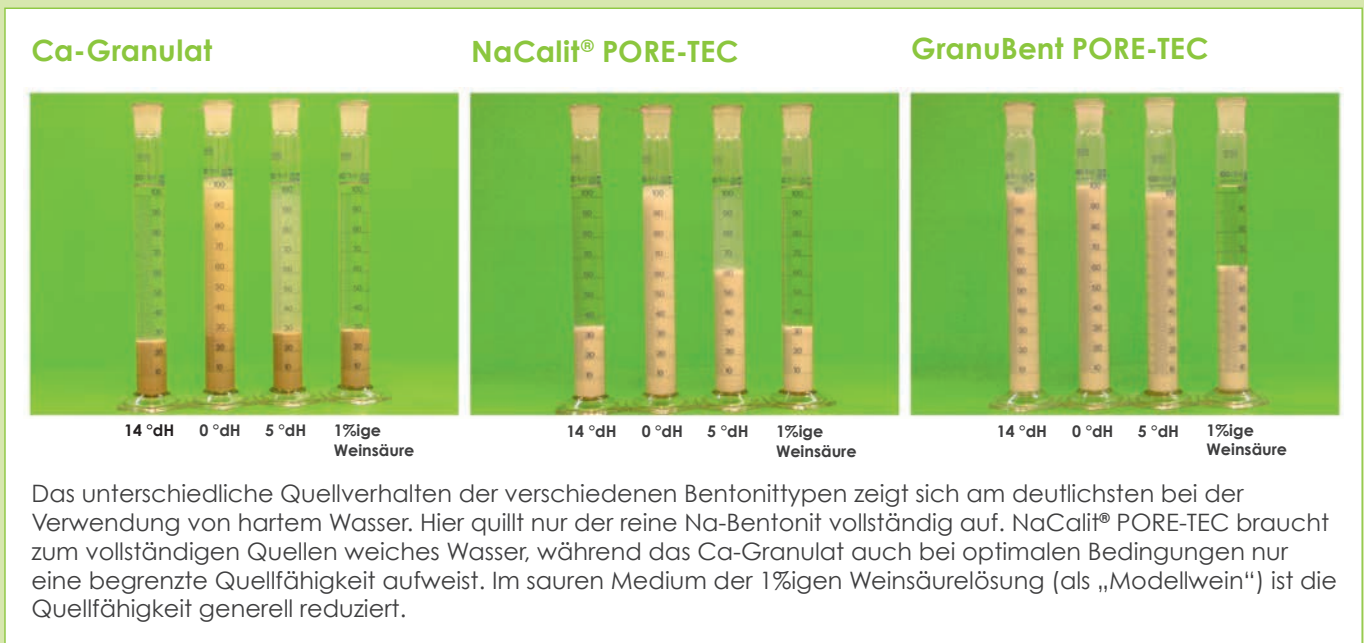 Ca-Granulat
NaCalit® PORE-TEC
GranuBent PORE-TEC
14 °dH 0 °dH 5 °dH 1%ige Weinsäure
14 °dH 0 °dH 5 °dH 1%ige Weinsäure
14 °dH 0 °dH 5 °dH 1%ige Weinsäure
Das unterschiedliche Quellverhalten der verschiedenen Bentonittypen zeigt sich am deutlichsten bei der
Verwendung von hartem Wasser. Hier quillt nur der reine Na-Bentonit vollständig auf. NaCalit® PORE-TEC braucht
zum vollständigen Quellen weiches Wasser, während das Ca-Granulat auch bei optimalen Bedingungen nur
eine begrenzte Quellfähigkeit aufweist. Im sauren Medium der 1%igen Weinsäurelösung (als „Modellwein“) ist die
Quellfähigkeit generell reduziert.